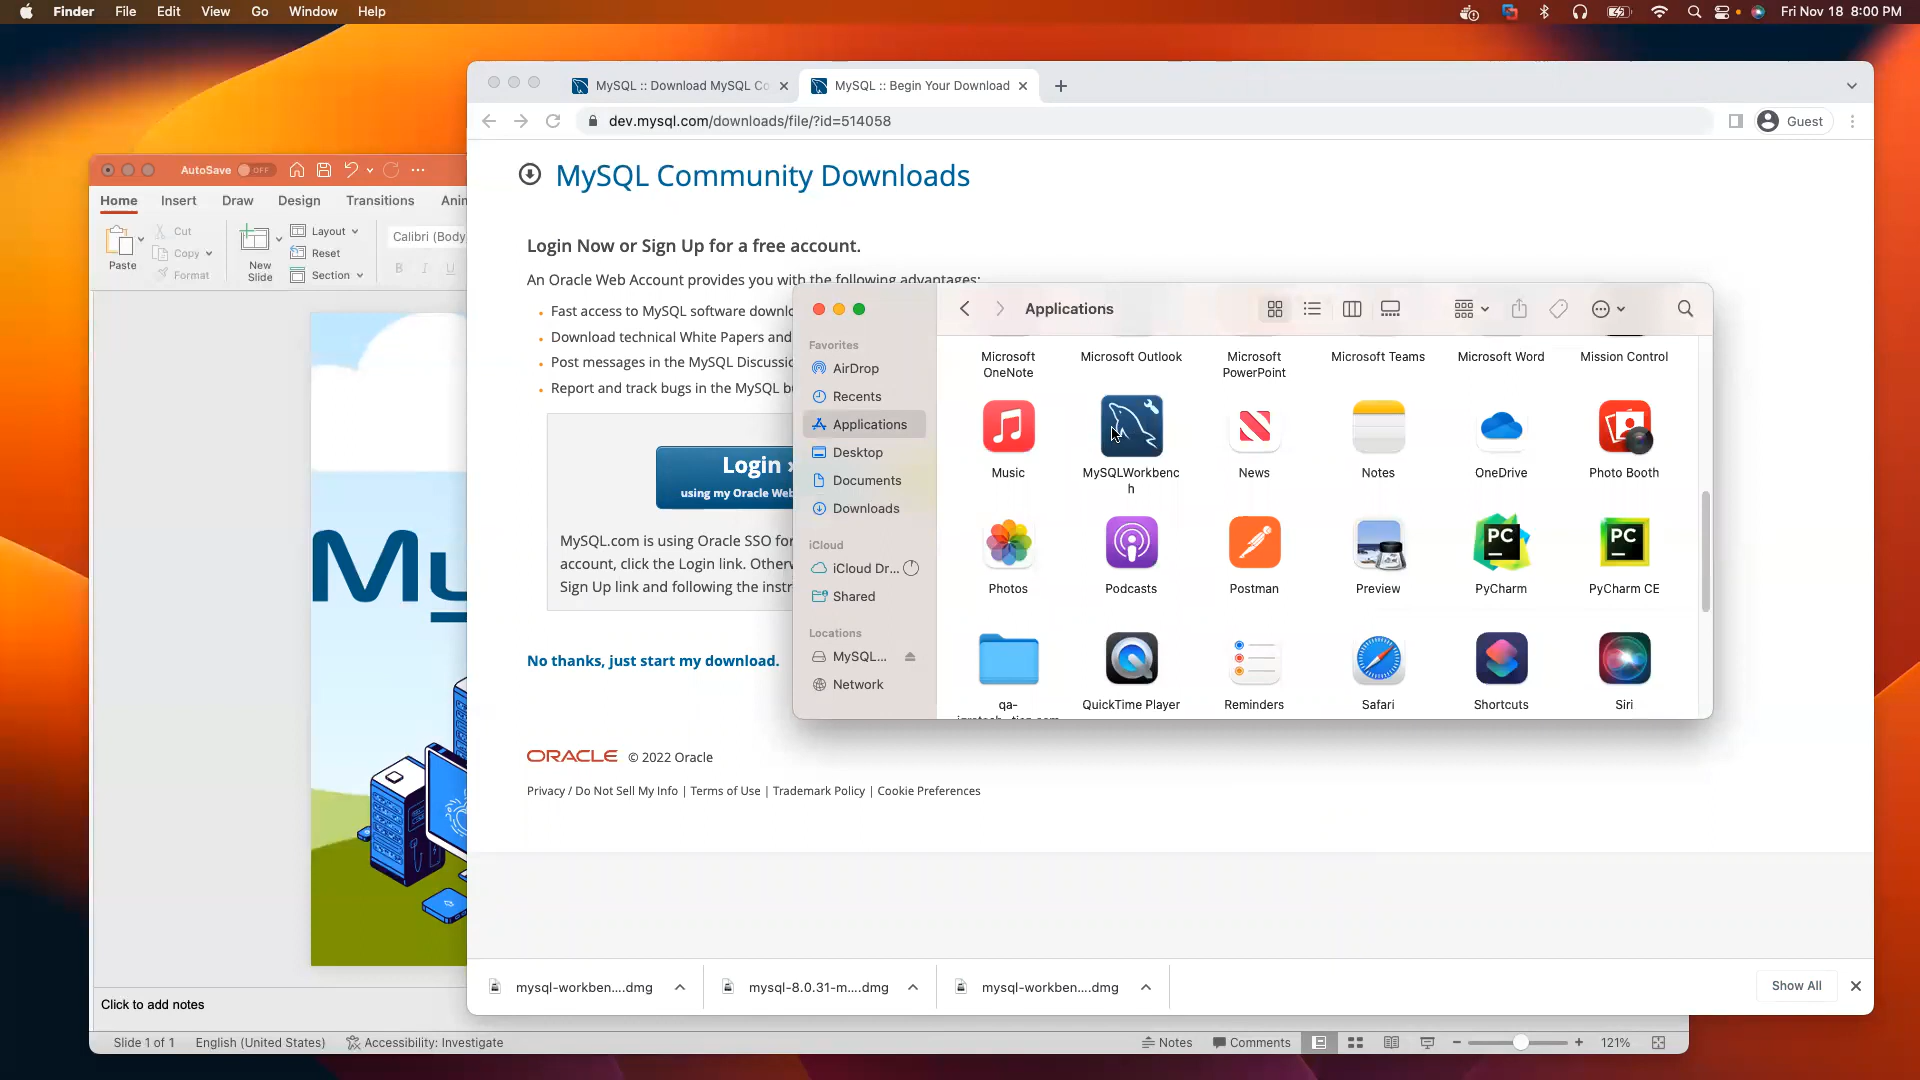 Finder File Edit View Go Window Help
Fri Nov 18 8:00 PM
MySQL :: Download MySQL Co
MySQL :: Begin Your Download
dev.mysql.com/downloads/file/?id=514058
Guest
MySQL Community Downloads
Login Now or Sign Up for a free account.
An Oracle Web Account provides you with the following advantages:
Fast access to MySQL software downlo
Download technical White Papers and
Post messages in the MySQL Discussic
Report and track bugs in the MySQL bu
Login »
using my Oracle Web
MySQL.com is using Oracle SSO for
account, click the Login link. Otherw
Sign Up link and following the instr
No thanks, just start my download.
ORACLE © 2022 Oracle
Privacy / Do Not Sell My Info | Terms of Use | Trademark Policy | Cookie Preferences
mysql-workben....dmg
mysql-8.0.31-m....dmg
mysql-workben....dmg
Show All
AutoSave OFF
Home Insert Draw Design Transitions Anin
Paste
Cut
Copy
Format
New
Slide
Layout
Reset
Section
Calibri (Body
B I U
My
Click to add notes
Slide 1 of 1 English (United States) Accessibility: Investigate
Notes Comments 121%
Applications
Favorites
AirDrop
Recents
Applications
Desktop
Documents
Downloads
iCloud
iCloud Dr...
Shared
Locations
MySQL...
Network
Microsoft
OneNote
Microsoft Outlook
Microsoft
PowerPoint
Microsoft Teams
Microsoft Word
Mission Control
Music
MySQLWorkbenc
h
News
Notes
OneDrive
Photo Booth
Photos
Podcasts
Postman
Preview
PC
PyCharm
PC
PyCharm CE
qa-
QuickTime Player
Reminders
Safari
Shortcuts
Siri